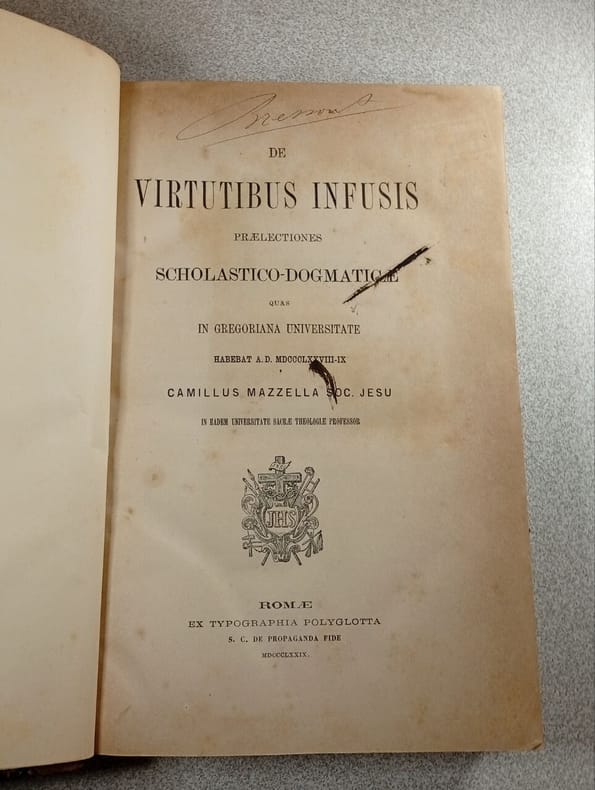 DE
VIRTUTIBUS INFUSIS
PRÆLECTIONES
SCHOLASTICO-DOGMATICÆ
QUAS
IN GREGORIANA UNIVERSITATE
HABEBAT A.D. MDCCCLXXVIII-IX
CAMILLUS MAZZELLA SOC. JESU
IN EADEM UNIVERSITATE SACRÆ THEOLOGIÆ PROFESSOR
JHS
ROMÆ
EX TYPOGRAPHIA POLYGLOTTA
S. C. DE PROPAGANDA FIDE
MDCCCLXXIX.